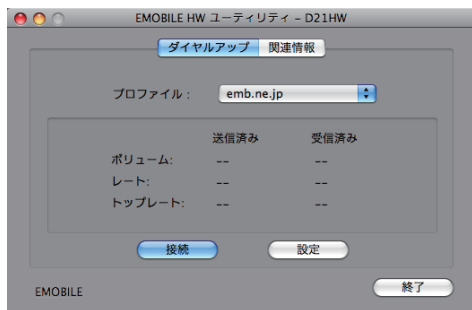 EMOBILE HW ユーティリティ – D21HW
ダイヤルアップ 関連情報
プロファイル： emb.ne.jp
送信済み 受信済み
ボリューム: -- --
レート: -- --
トップレート: -- --
接続 設定
EMOBILE 終了